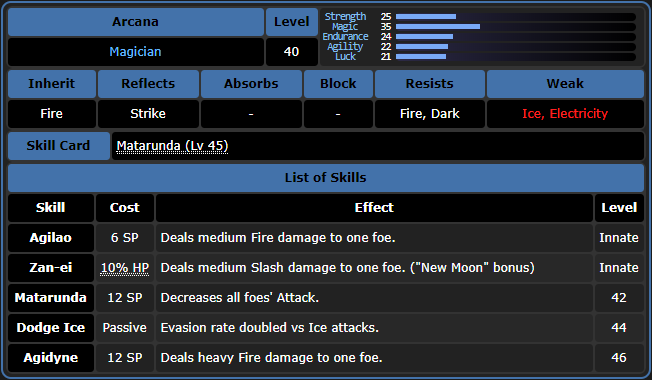 Arcana Level
Strength 25
Magic 35
Endurance 24
Agility 22
Luck 21
Magician 40
Inherit Reflects Absorbs Block Resists Weak
Fire Strike - - Fire, Dark Ice, Electricity
Skill Card Matarunda (Lv 45)
List of Skills
Skill Cost Effect Level
Agilao 6 SP Deals medium Fire damage to one foe. Innate
Zan-ei 10% HP Deals medium Slash damage to one foe. ("New Moon" bonus) Innate
Matarunda 12 SP Decreases all foes' Attack. 42
Dodge Ice Passive Evasion rate doubled vs Ice attacks. 44
Agidyne 12 SP Deals heavy Fire damage to one foe. 46